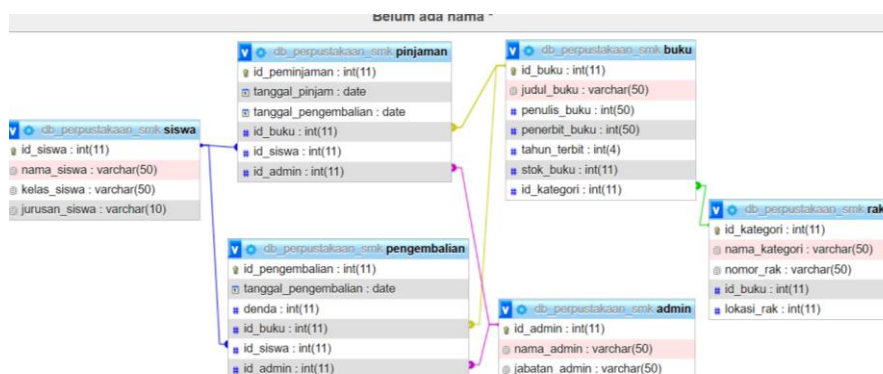 Belum ada nama *
db_perpustakaan_smk siswa
id_siswa : int(11)
nama_siswa : varchar(50)
kelas_siswa : varchar(50)
jurusan_siswa : varchar(10)
db_perpustakaan_smk pinjaman
id_peminjaman : int(11)
tanggal_pinjam : date
tanggal_pengembalian : date
id_buku : int(11)
id_siswa : int(11)
id_admin : int(11)
db_perpustakaan_smk pengembalian
id_pengembalian : int(11)
tanggal_pengembalian : date
denda : int(11)
id_buku : int(11)
id_siswa : int(11)
id_admin : int(11)
db_perpustakaan_smk buku
id_buku : int(11)
judul_buku : varchar(50)
penulis_buku : int(50)
penerbit_buku : int(50)
tahun_terbit : int(4)
stok_buku : int(11)
id_kategori : int(11)
db_perpustakaan_smk admin
id_admin : int(11)
nama_admin : varchar(50)
jabatan_admin : varchar(50)
db_perpustakaan_smk rak
id_kategori : int(11)
nama_kategori : varchar(50)
nomor_rak : varchar(50)
id_buku : int(11)
lokasi_rak : int(11)